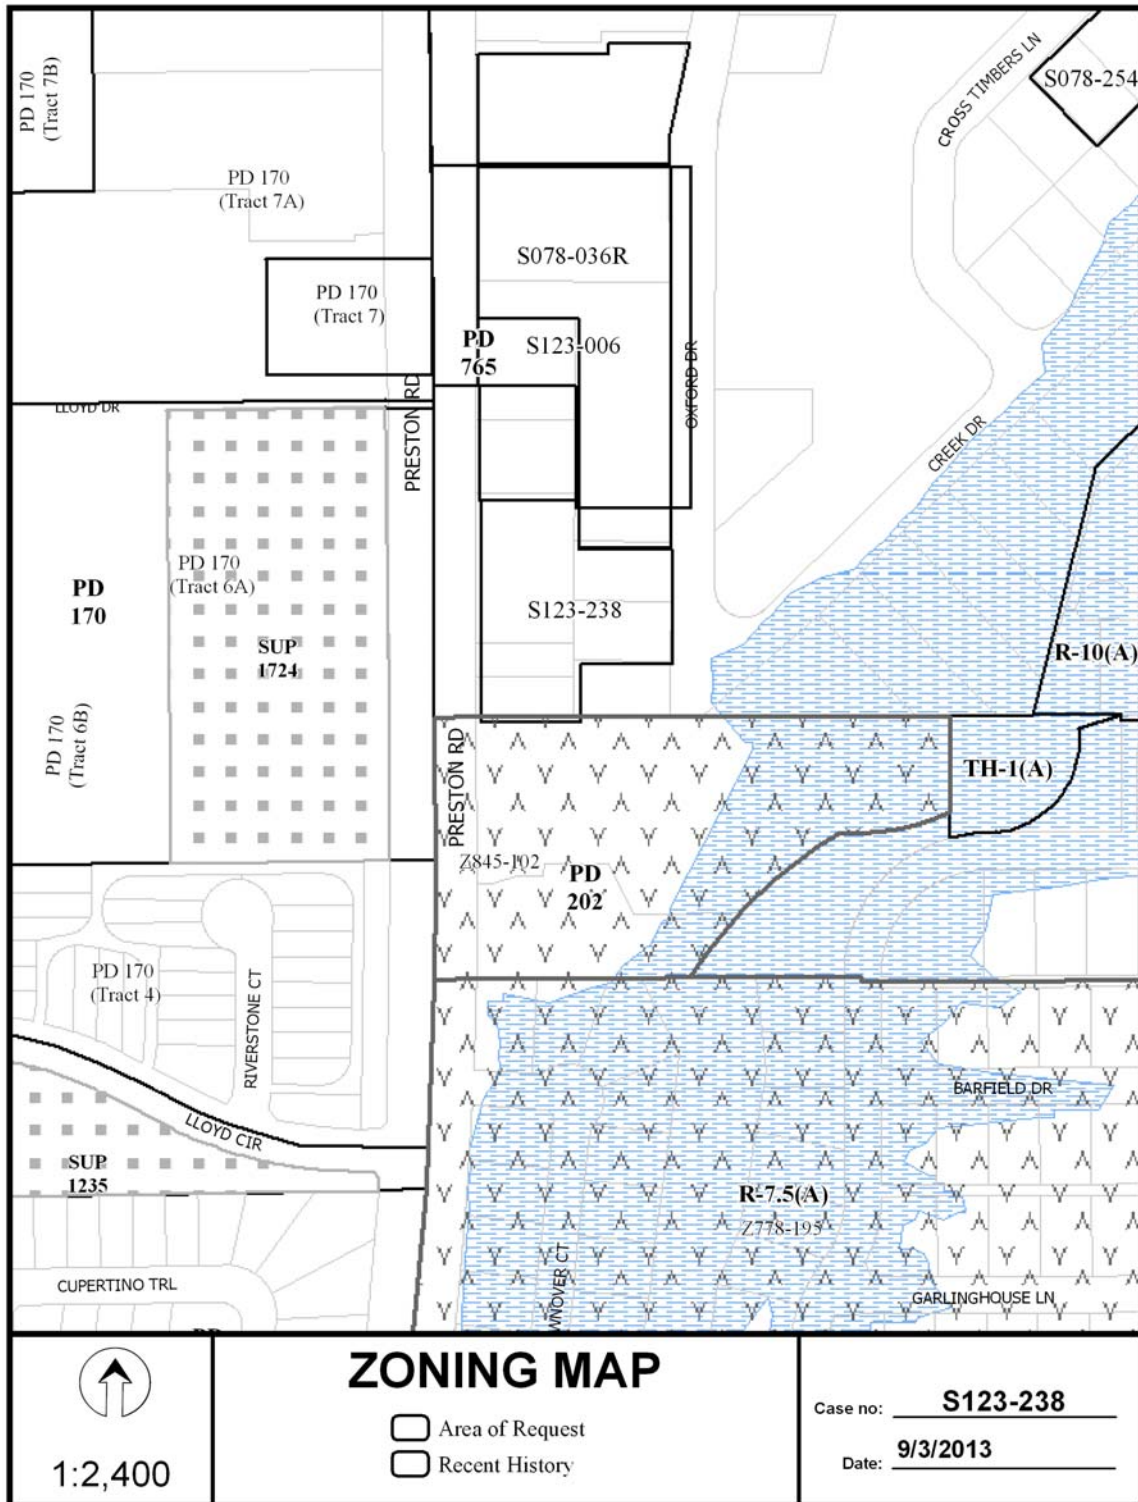 PD 170
(Tract 7B)
CROSS TIMBERS LN
S078-254
PD 170
(Tract 7A)
S078-036R
PD 170
(Tract 7)
PD
765
S123-006
OXFORD DR
LLOYD DR
PRESTON RD
CREEK DR
PD 170
(Tract 6A)
PD
170
S123-238
SUP
1724
R-10(A)
PD 170
(Tract 6B)
PRESTON RD
TH-1(A)
Z845-102
PD
202
PD 170
(Tract 4)
RIVERSTONE CT
BARFIELD DR
LLOYD CIR
SUP
1235
R-7.5(A)
Z778-195
WNOVER CT
CUPERTINO TRL
GARLINGHOUSE LN
PD
ZONING MAP
Area of Request
Recent History
1:2,400
Case no: S123-238
Date: 9/3/2013